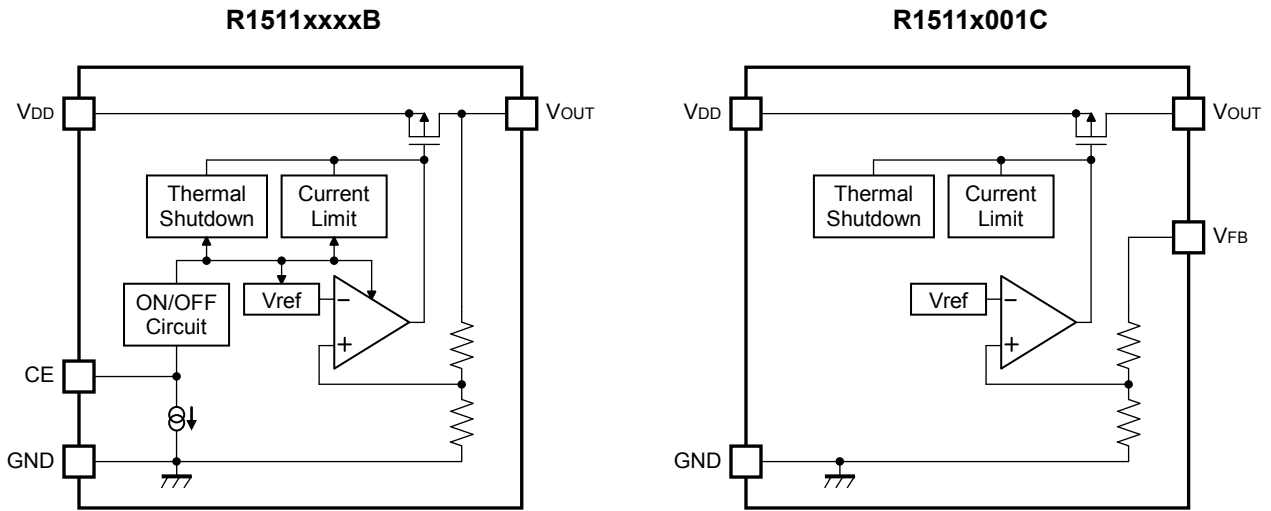 R1511xxxxB
VDD
VOUT
Thermal
Shutdown
Current
Limit
ON/OFF
Circuit
Vref
−
+
CE
GND
R1511x001C
VDD
VOUT
Thermal
Shutdown
Current
Limit
VFB
Vref
−
+
GND